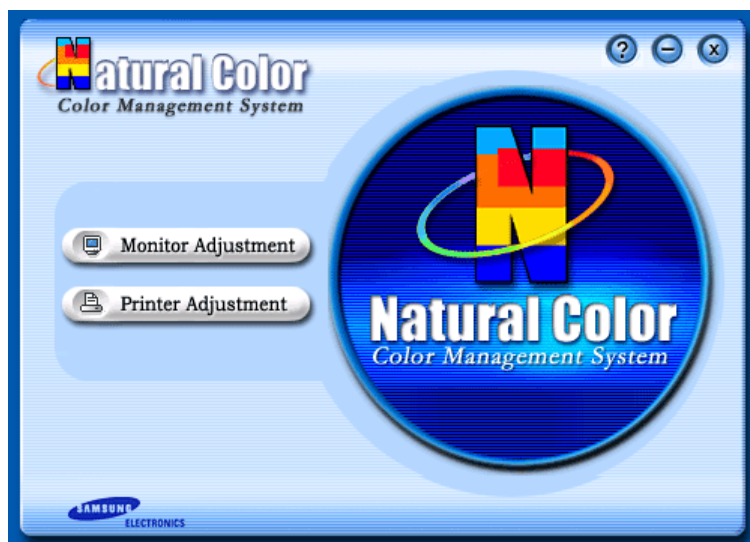 Natural Color
Color Management System
? – x
Monitor Adjustment
Printer Adjustment
N
Natural Color
Color Management System
SAMSUNG
ELECTRONICS